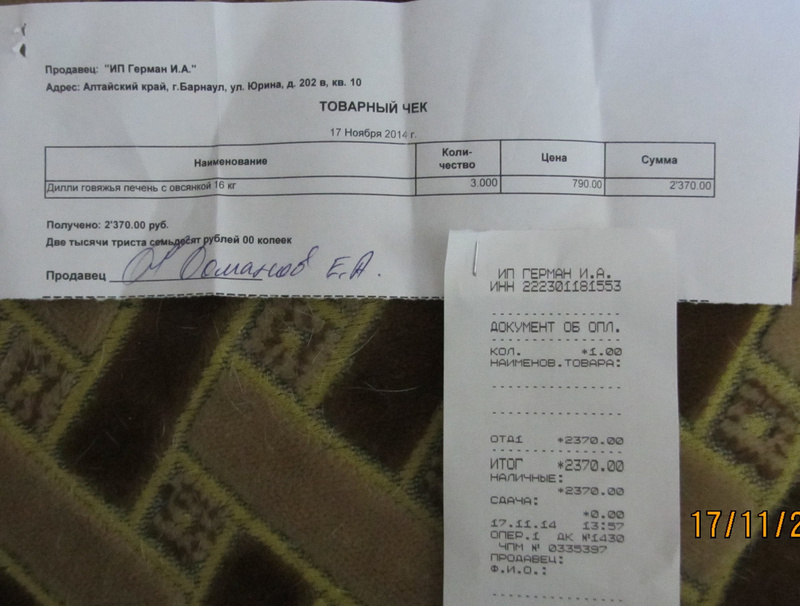 Продавец: "ИП Герман И.А."
Адрес: Алтайский край, г.Барнаул, ул. Юрина, д. 202 в, кв. 10
ТОВАРНЫЙ ЧЕК
17 Ноября 2014 г.
Наименование Коли-чество Цена Сумма
Дилли говяжья печень с овсянкой 16 кг 3.000 790.00 2'370.00
Получено: 2'370.00 руб.
Две тысячи триста семьдесят рублей 00 копеек
Продавец Османов Е.А.
ИП ГЕРМАН И.А.
ИНН 222301181553
ДОКУМЕНТ ОБ ОПЛ.
КОЛ. *1.00
НАИМЕНОВ.ТОВАРА:
ОТД1 *2370.00
ИТОГ *2370.00
НАЛИЧНЫЕ:
*2370.00
СДАЧА:
*0.00
17.11.14 13:57
ОПЕР.1 ДК №1430
ЧПМ № 0335397
ПРОДАВЕЦ:
Ф.И.О.:
17/11/2